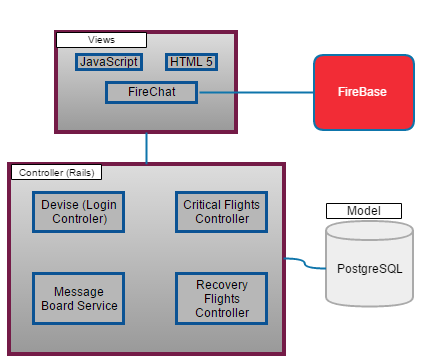 Views
JavaScript
HTML 5
FireChat
FireBase
Controller (Rails)
Devise (Login
Controler)
Critical Flights
Controller
Model
PostgreSQL
Message
Board Service
Recovery
Flights
Controller